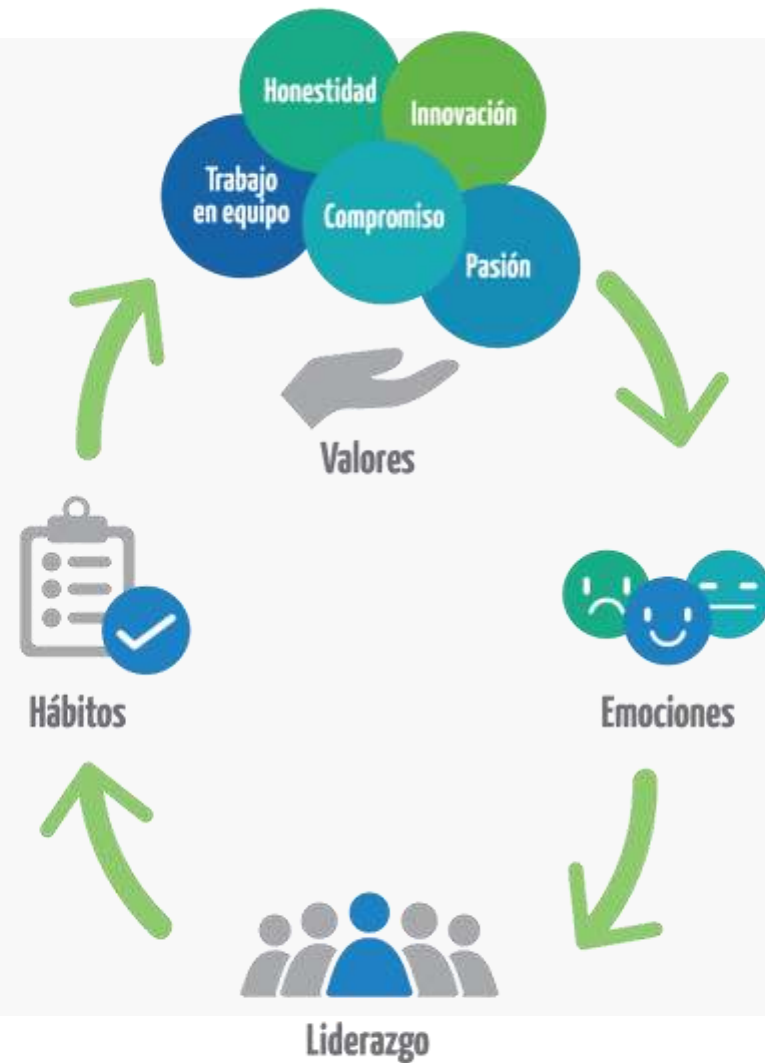 Honestidad
Innovación
Trabajo
en equipo
Compromiso
Pasión
Valores
Hábitos
Emociones
Liderazgo